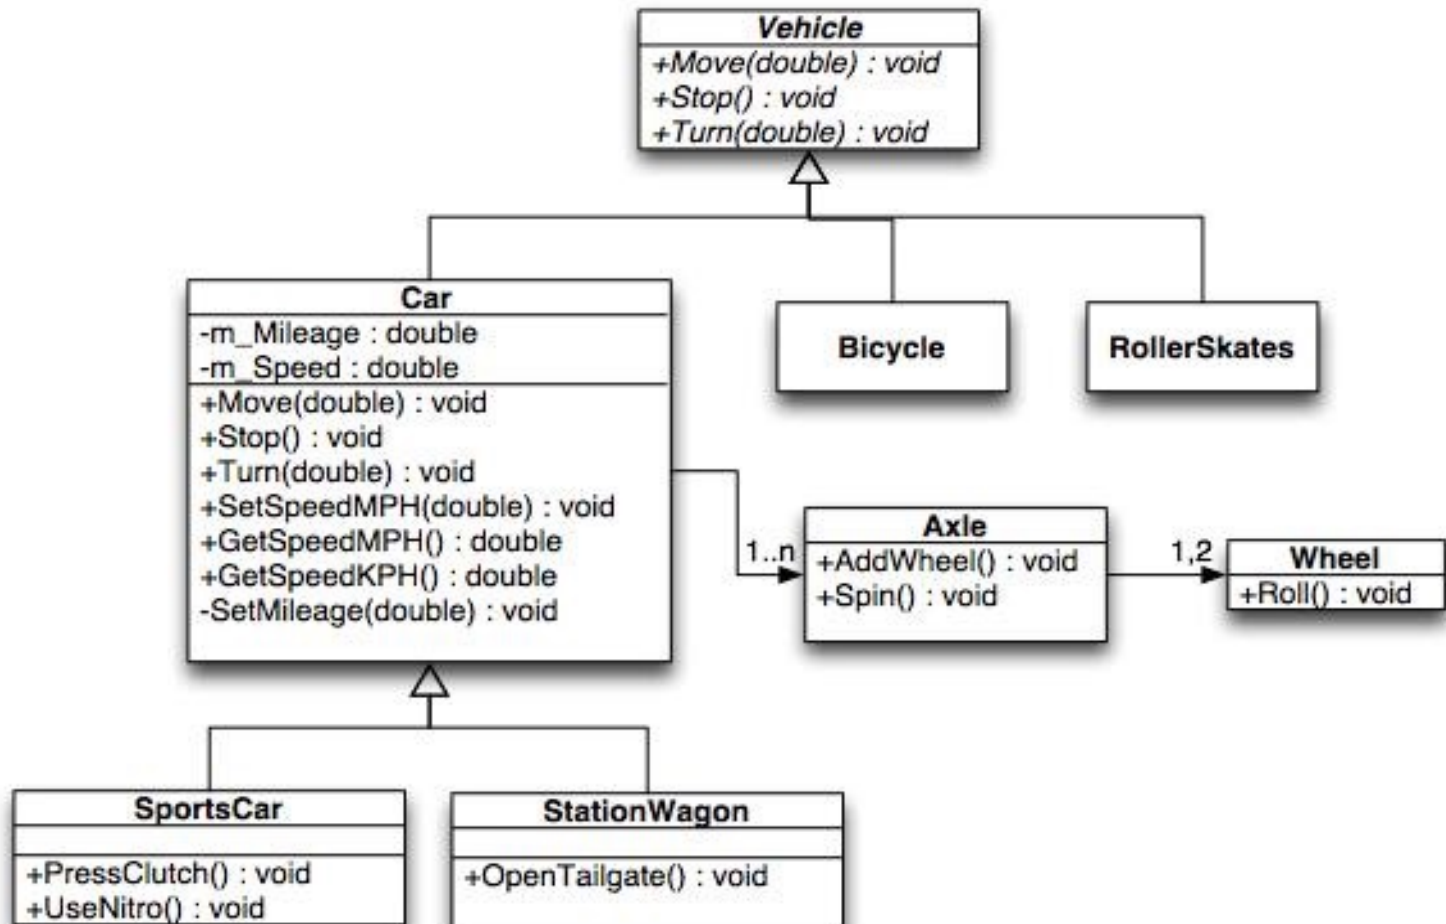 Vehicle
+Move(double) : void
+Stop() : void
+Turn(double) : void
Car
-m_Mileage : double
-m_Speed : double
+Move(double) : void
+Stop() : void
+Turn(double) : void
+SetSpeedMPH(double) : void
+GetSpeedMPH() : double
+GetSpeedKPH() : double
-SetMileage(double) : void
Bicycle
RollerSkates
1..n
Axle
+AddWheel() : void
+Spin() : void
1,2
Wheel
+Roll() : void
SportsCar
+PressClutch() : void
+UseNitro() : void
StationWagon
+OpenTailgate() : void